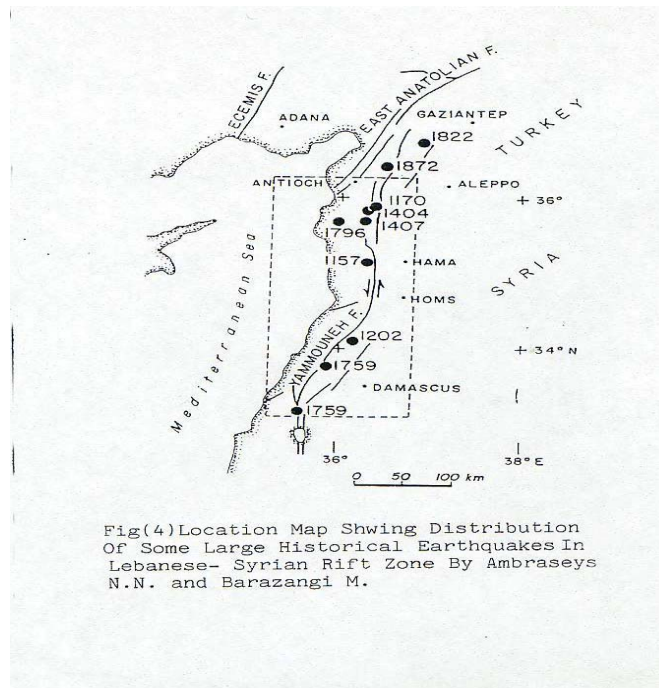 ECEMIS F.
ADANA
EAST ANATOLIAN F.
GAZIANTEP
TURKEY
1822
1872
ANTIOCH
ALEPPO
1170
36°
1404
1796
1407
1157
HAMA
SYRIA
HOMS
Mediterranean Sea
YAMMOUNEH F.
1202
34° N
1759
DAMASCUS
1759
36°
38° E
0 50 100 km
Fig(4)Location Map Shwing Distribution
Of Some Large Historical Earthquakes In
Lebanese- Syrian Rift Zone By Ambraseys
N.N. and Barazangi M.